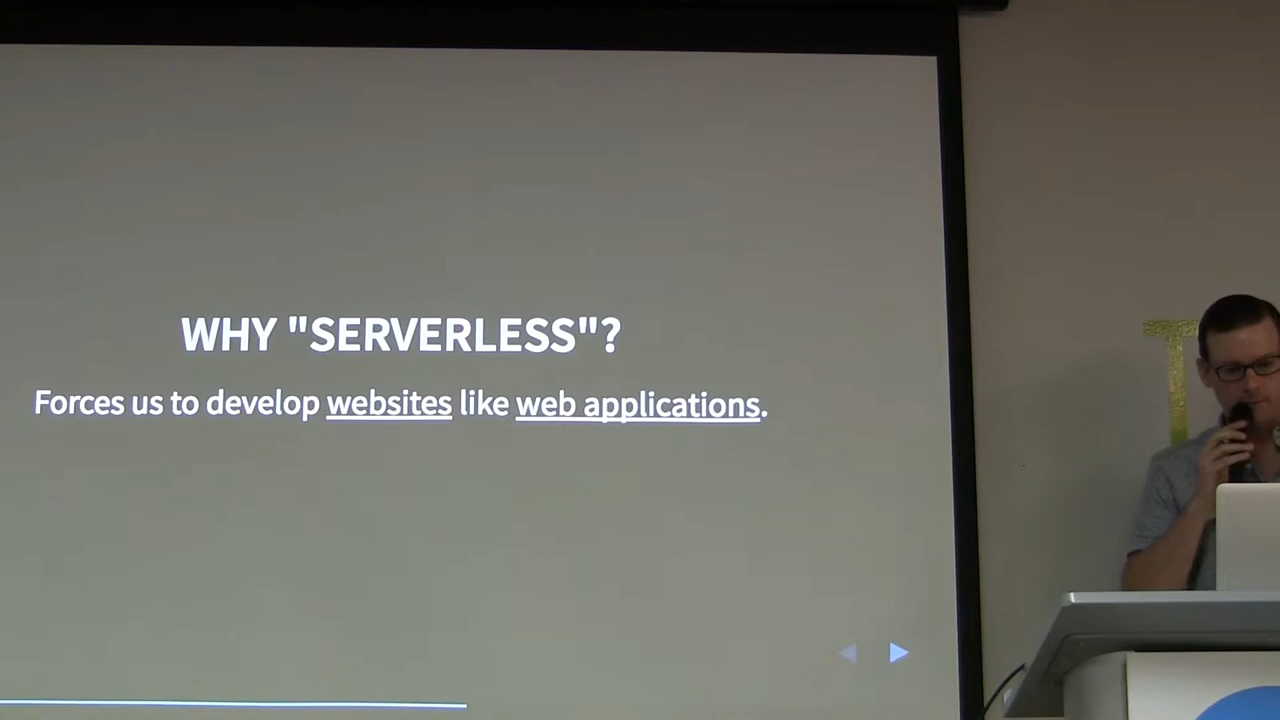 WHY "SERVERLESS"?
Forces us to develop websites like web applications.